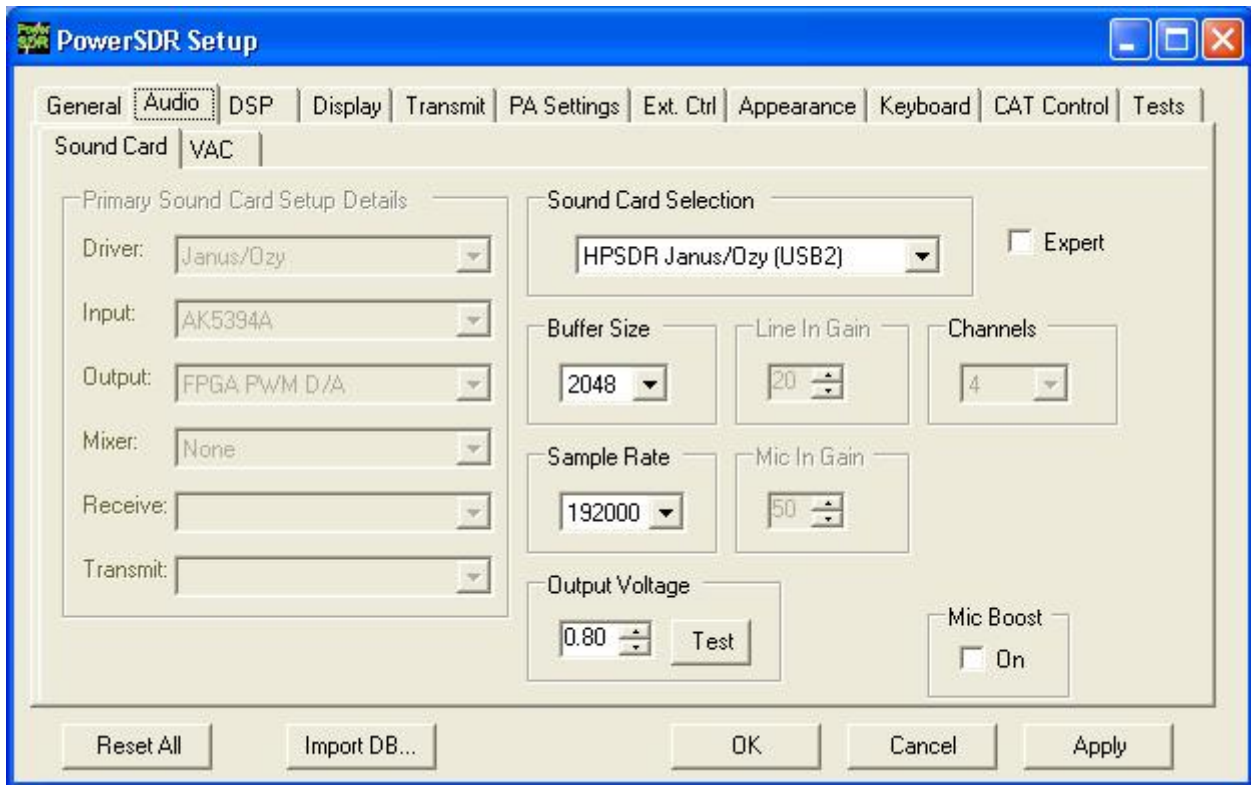 PowerSDR Setup
General Audio DSP Display Transmit PA Settings Ext. Ctrl Appearance Keyboard CAT Control Tests
Sound Card VAC
Primary Sound Card Setup Details
Driver: Janus/Ozy
Input: AK5394A
Output: FPGA PWM D/A
Mixer: None
Receive:
Transmit:
Sound Card Selection
HPSDR Janus/Ozy (USB2)
Expert
Buffer Size
2048
Line In Gain
20
Channels
4
Sample Rate
192000
Mic In Gain
50
Output Voltage
0.80 Test
Mic Boost
On
Reset All Import DB... OK Cancel Apply